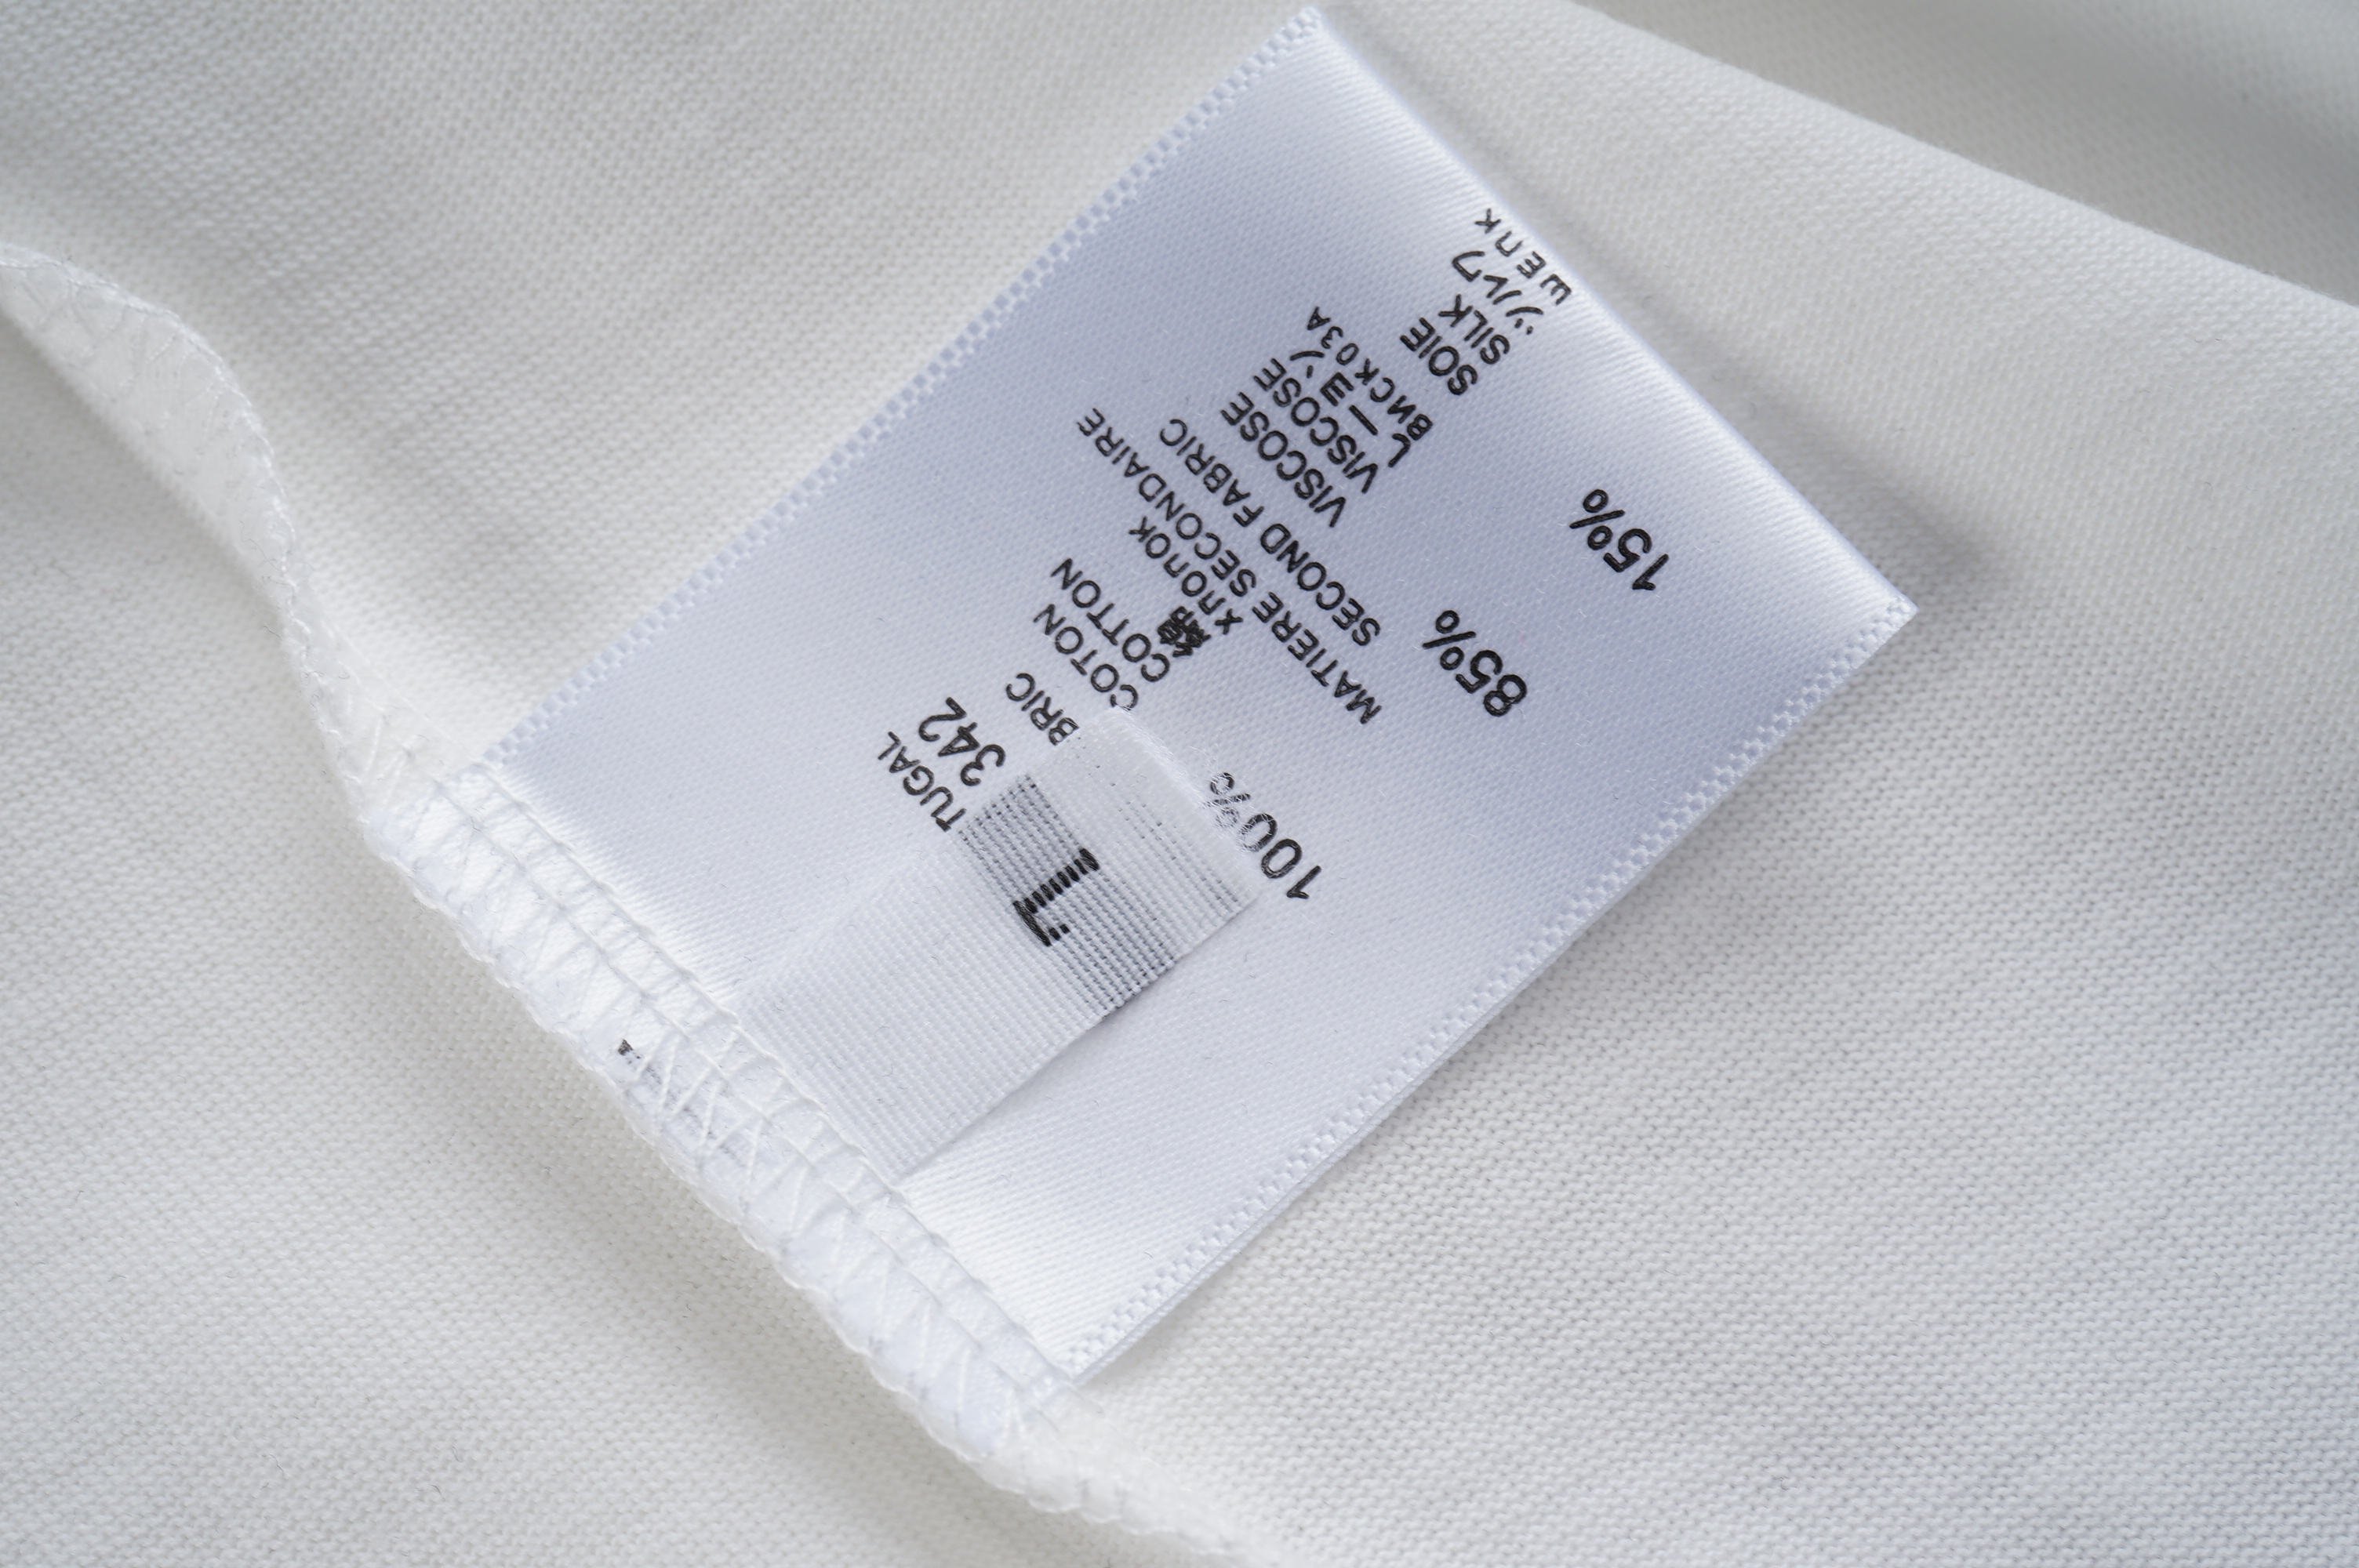 TUGAL
342
L
BRIC
100% COTON
COTTON
綿
хлопок
MATIERE SECONDAIRE
SECOND FABRIC
85% VISCOSE
VISCOSE
レーヨン
вискоза
15% SOIE
SILK
シルク
шелк